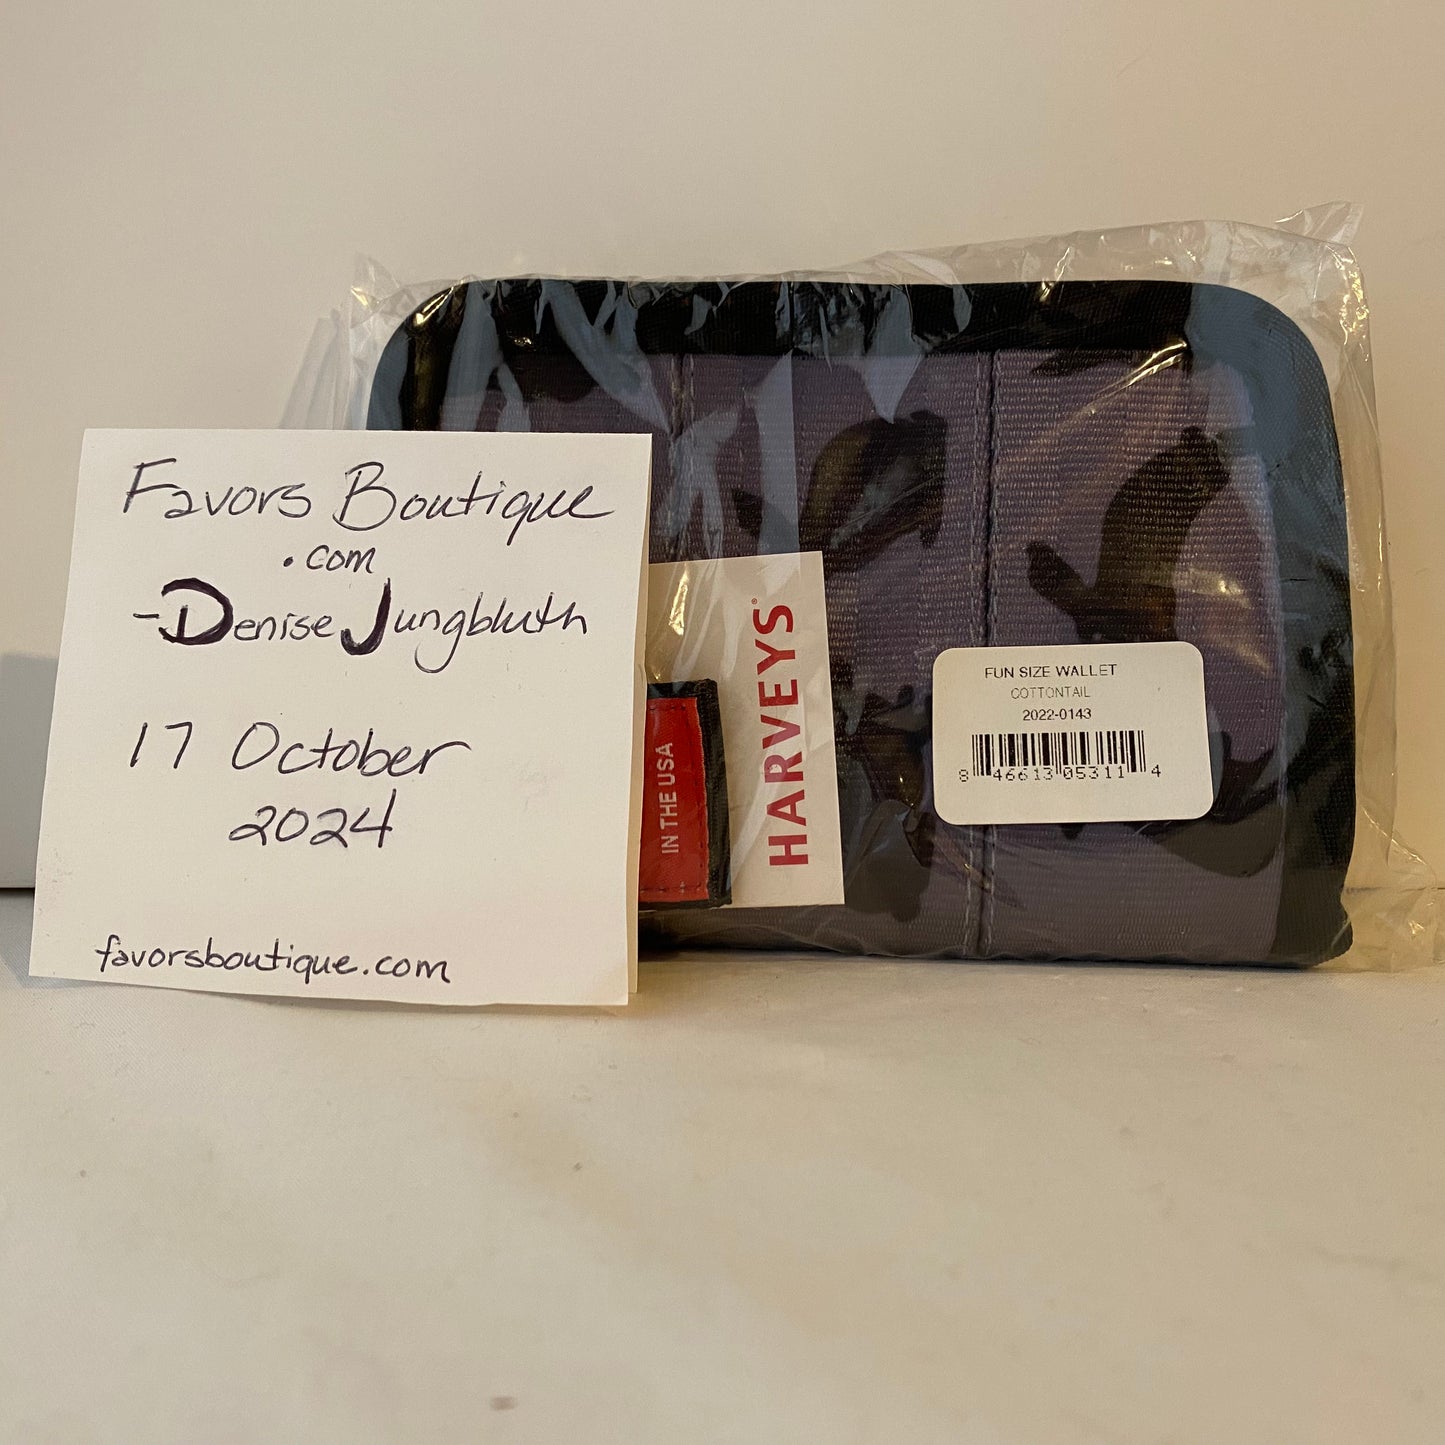 Favors Boutique
.com
-Denise Jungbluth
17 October
2024
favorsboutique.com
IN THE USA
HARVEYS®
FUN SIZE WALLET
COTTONTAIL
2022-0143
8 46613 05311 4